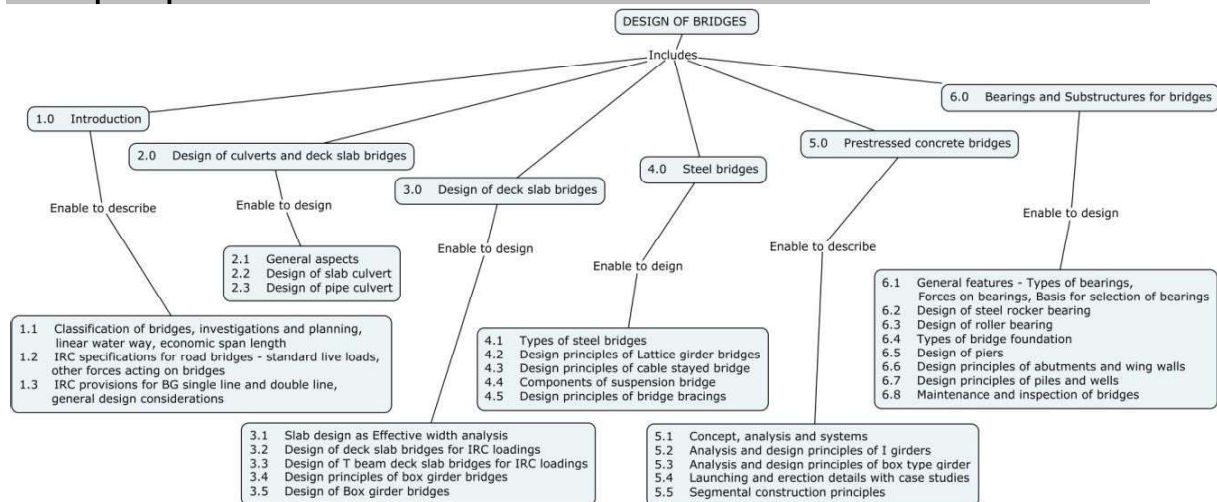 DESIGN OF BRIDGES
Includes
1.0 Introduction
Enable to describe
1.1 Classification of bridges, investigations and planning,
linear water way, economic span length
1.2 IRC specifications for road bridges - standard live loads,
other forces acting on bridges
1.3 IRC provisions for BG single line and double line,
general design considerations
2.0 Design of culverts and deck slab bridges
Enable to design
2.1 General aspects
2.2 Design of slab culvert
2.3 Design of pipe culvert
3.0 Design of deck slab bridges
Enable to design
3.1 Slab design as Effective width analysis
3.2 Design of deck slab bridges for IRC loadings
3.3 Design of T beam deck slab bridges for IRC loadings
3.4 Design principles of box girder bridges
3.5 Design of Box girder bridges
4.0 Steel bridges
Enable to deign
4.1 Types of steel bridges
4.2 Design principles of Lattice girder bridges
4.3 Design principles of cable stayed bridge
4.4 Components of suspension bridge
4.5 Design principles of bridge bracings
5.0 Prestressed concrete bridges
Enable to describe
5.1 Concept, analysis and systems
5.2 Analysis and design principles of I girders
5.3 Analysis and design principles of box type girder
5.4 Launching and erection details with case studies
5.5 Segmental construction principles
6.0 Bearings and Substructures for bridges
Enable to design
6.1 General features - Types of bearings,
Forces on bearings, Basis for selection of bearings
6.2 Design of steel rocker bearing
6.3 Design of roller bearing
6.4 Types of bridge foundation
6.5 Design of piers
6.6 Design principles of abutments and wing walls
6.7 Design principles of piles and wells
6.8 Maintenance and inspection of bridges